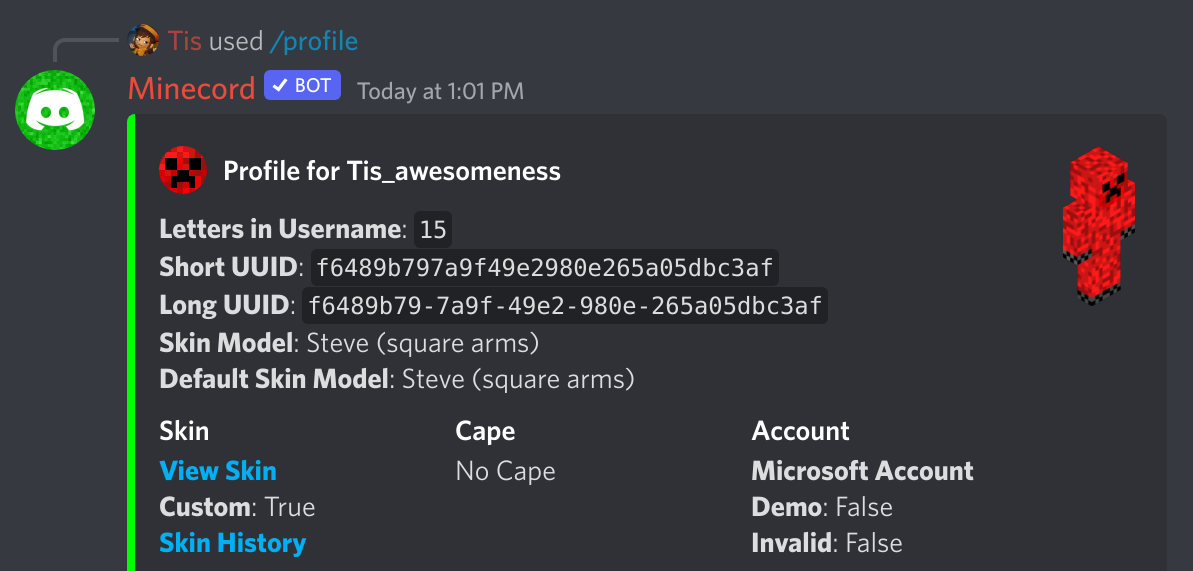 Tis used /profile
Minecord ✓ BOT Today at 1:01 PM
Profile for Tis_awesomeness
Letters in Username: 15
Short UUID: f6489b797a9f49e2980e265a05dbc3af
Long UUID: f6489b79-7a9f-49e2-980e-265a05dbc3af
Skin Model: Steve (square arms)
Default Skin Model: Steve (square arms)
Skin Cape Account
View Skin No Cape Microsoft Account
Custom: True Demo: False
Skin History Invalid: False